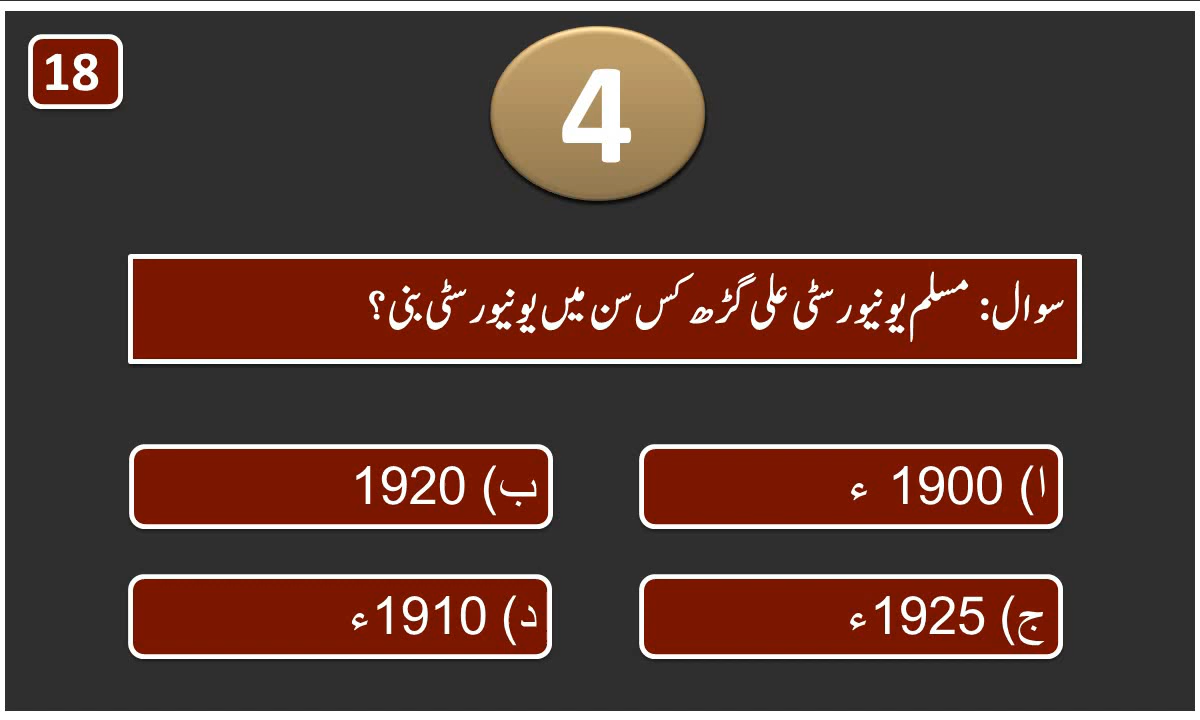 18
4
سوال: مسلم یونیورسٹی علی گڑھ کس سن میں یونیورسٹی بنی؟
ا) 1900 ء
ب) 1920
ج) 1925ء
د) 1910ء